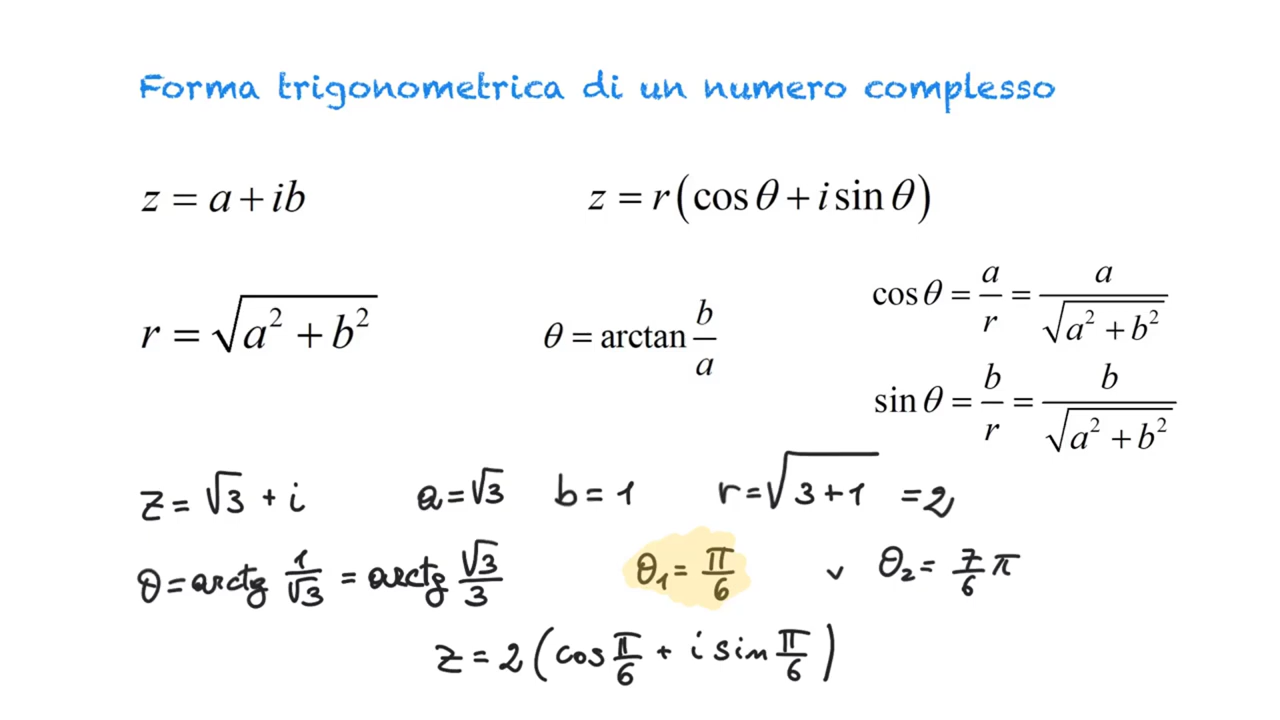 Forma trigonometrica di un numero complesso
z = a + ib
z = r(cos θ + i sin θ)
r = √(a² + b²)
θ = arctan b/a
cos θ = a/r = a/√(a² + b²)
sin θ = b/r = b/√(a² + b²)
z = √3 + i a = √3 b = 1 r = √(3+1) = 2
θ = arctg 1/√3 = arctg √3/3 θ₁ = π/6 ∨ θ₂ = 7/6 π
z = 2 (cos π/6 + i sin π/6)